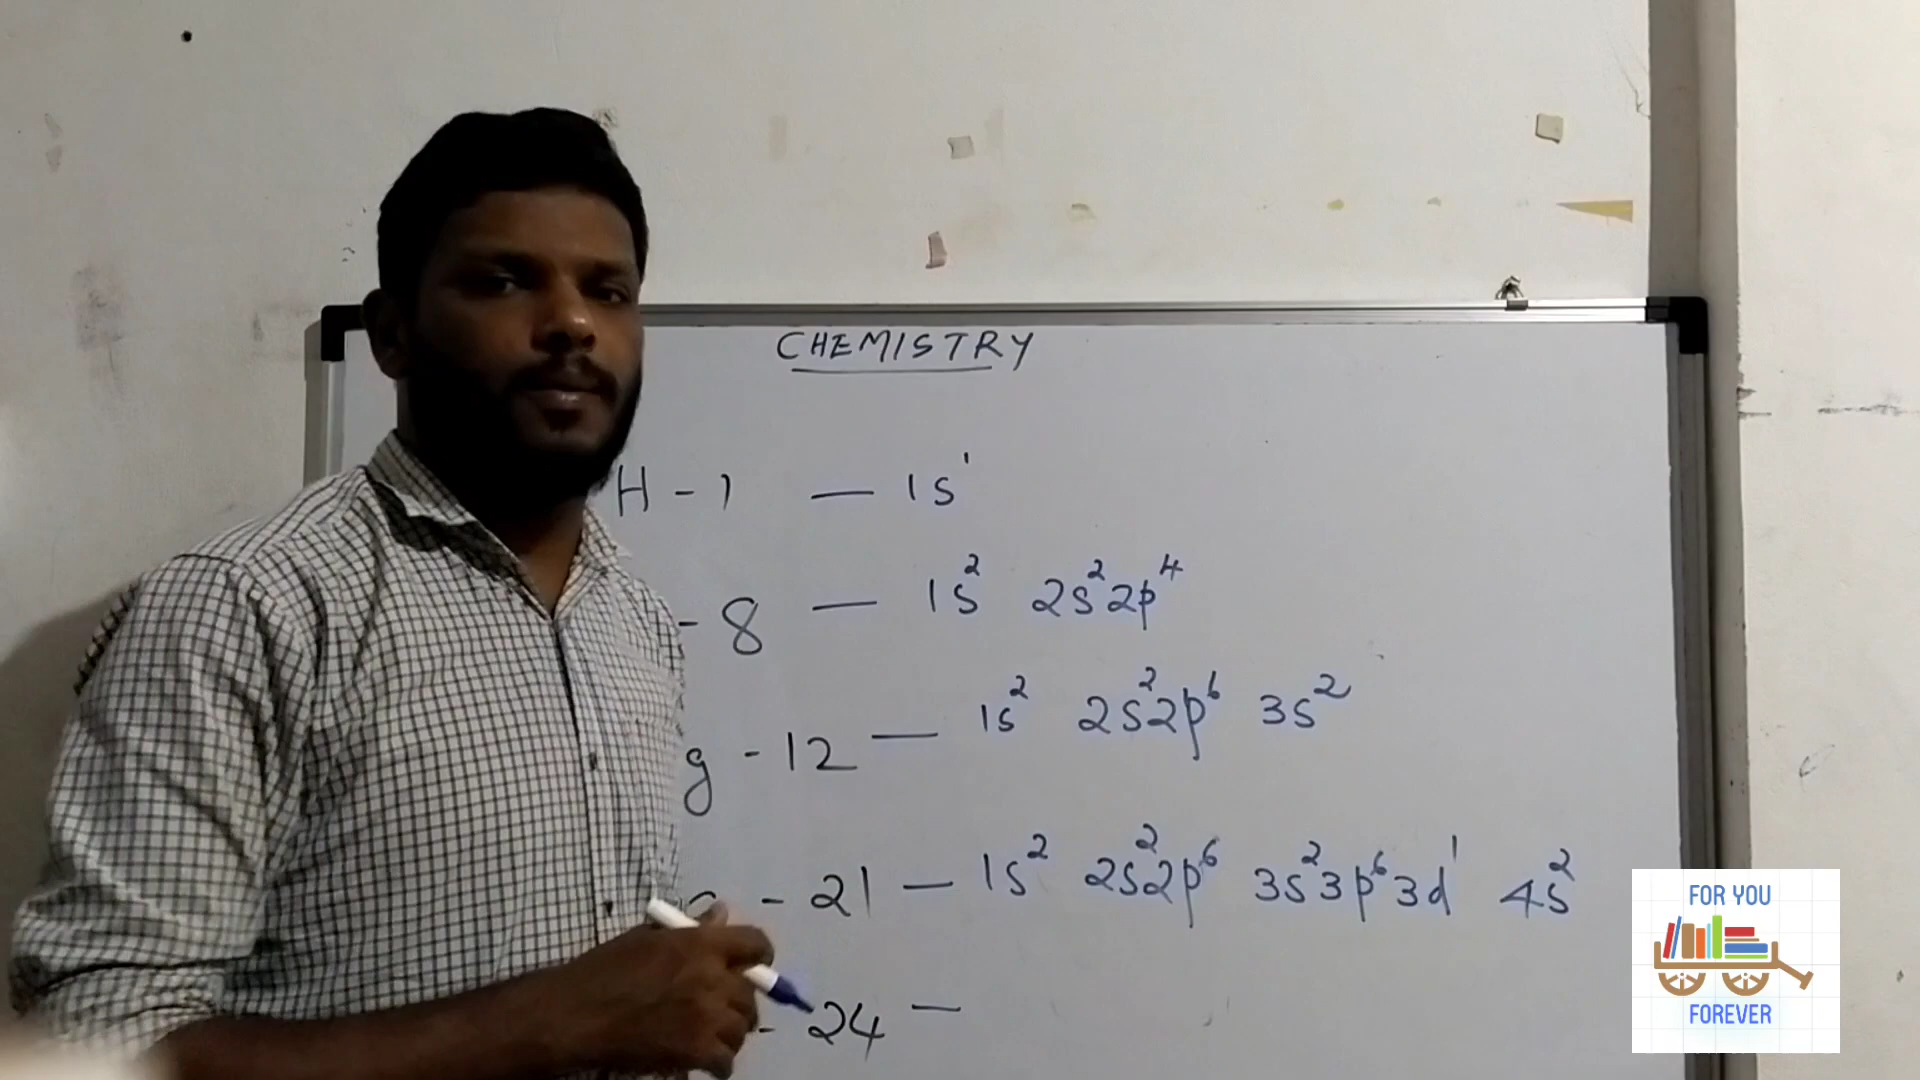 CHEMISTRY
H - 1 — 1s¹
- 8 — 1s² 2s²2p⁴
g - 12 — 1s² 2s²2p⁶ 3s²
- 21 — 1s² 2s²2p⁶ 3s²3p⁶3d¹ 4s²
- 24 —
FOR YOU
FOREVER